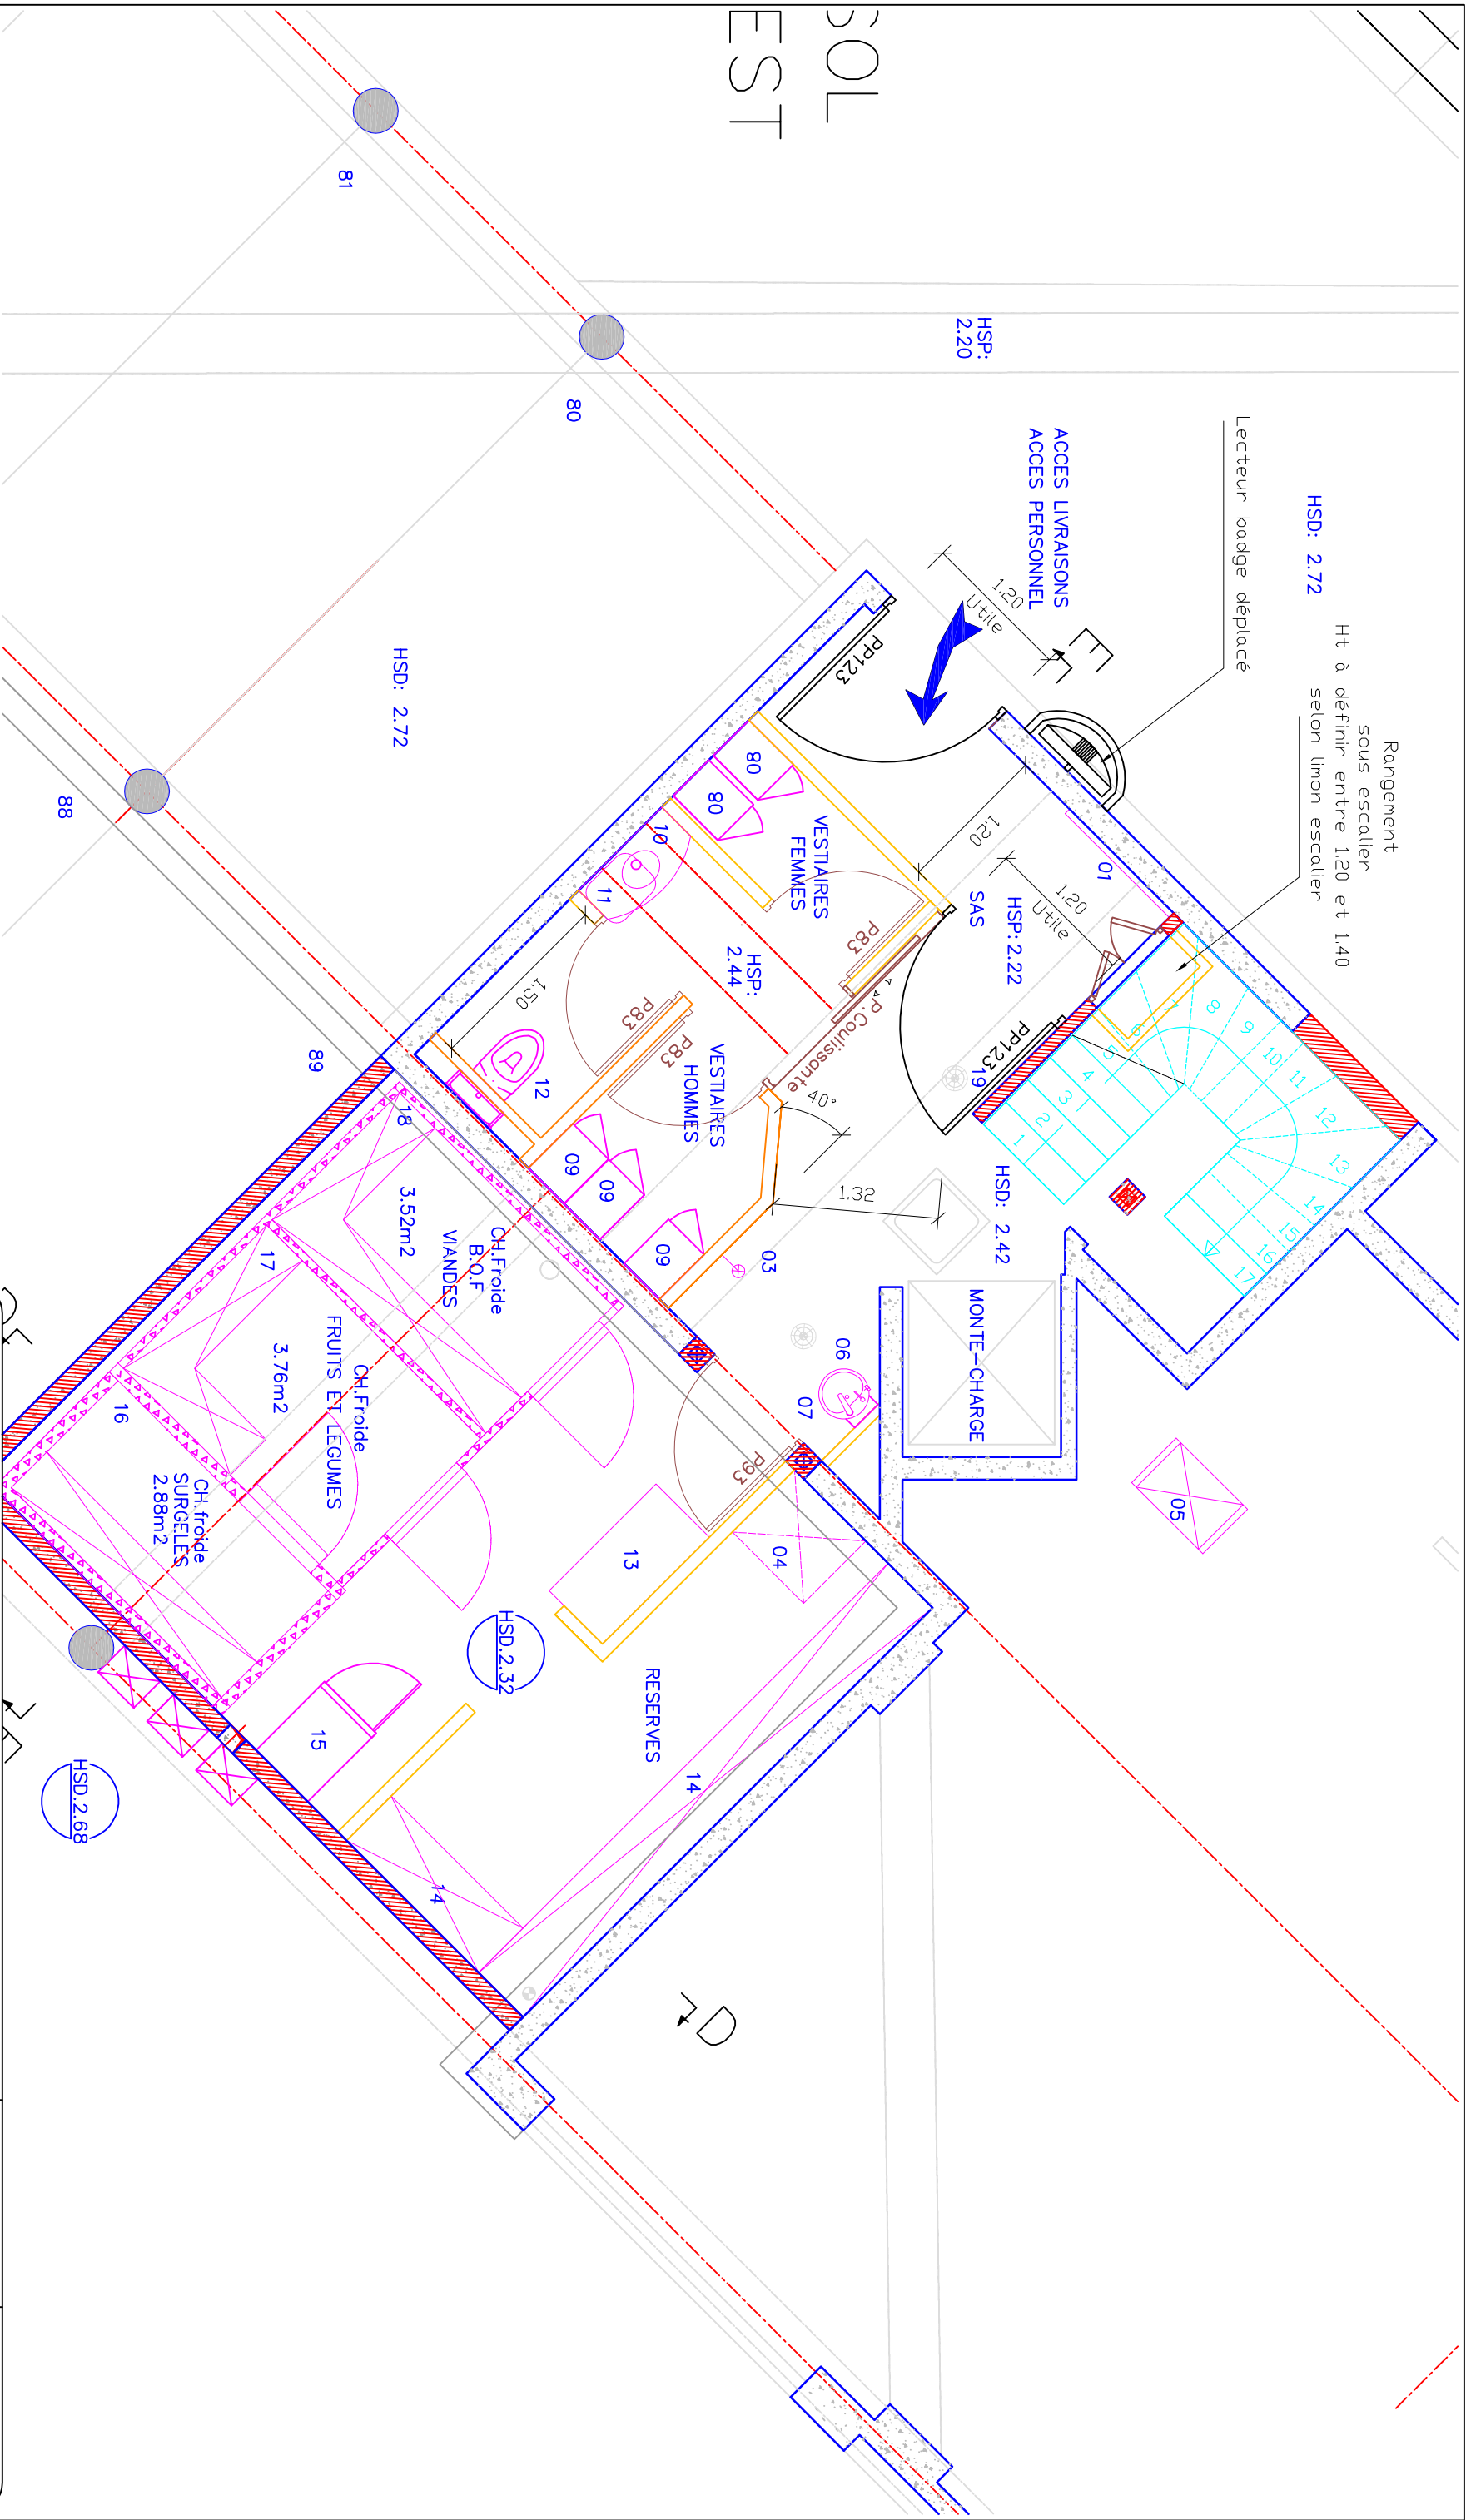 SOL
EST
81
80
HSP:
2.20
ACCES LIVRAISONS
ACCES PERSONNEL
Lecteur badge déplacé
HSD: 2.72
Rangement
sous escalier
Ht à définir entre 1.20 et 1.40
selon limon escalier
1.20
Utile
F
PP123
1.20
01
1.20
Utile
HSP: 2.22
SAS
PP123
19
1
2
3
4
5
6
7
8
9
10
11
12
13
14
15
16
17
HSD: 2.42
HSD: 2.72
88
89
08
08
VESTIAIRES
FEMMES
P83
10
11
HSP:
2.44
P.Coulissante
1.50
P83
P83
VESTIAIRES
HOMMES
40°
12
09
09
09
1.32
03
MONTE-CHARGE
06
07
05
P93
04
13
18
3.52m2
CH.Froide
B.O.F
VIANDES
17
3.76m2
CH.Froide
FRUITS ET LEGUMES
16
CH.froide
SURGELES
2.88m2
HSD.2.32
RESERVES
15
14
14
HSD.2.68
D
D
F